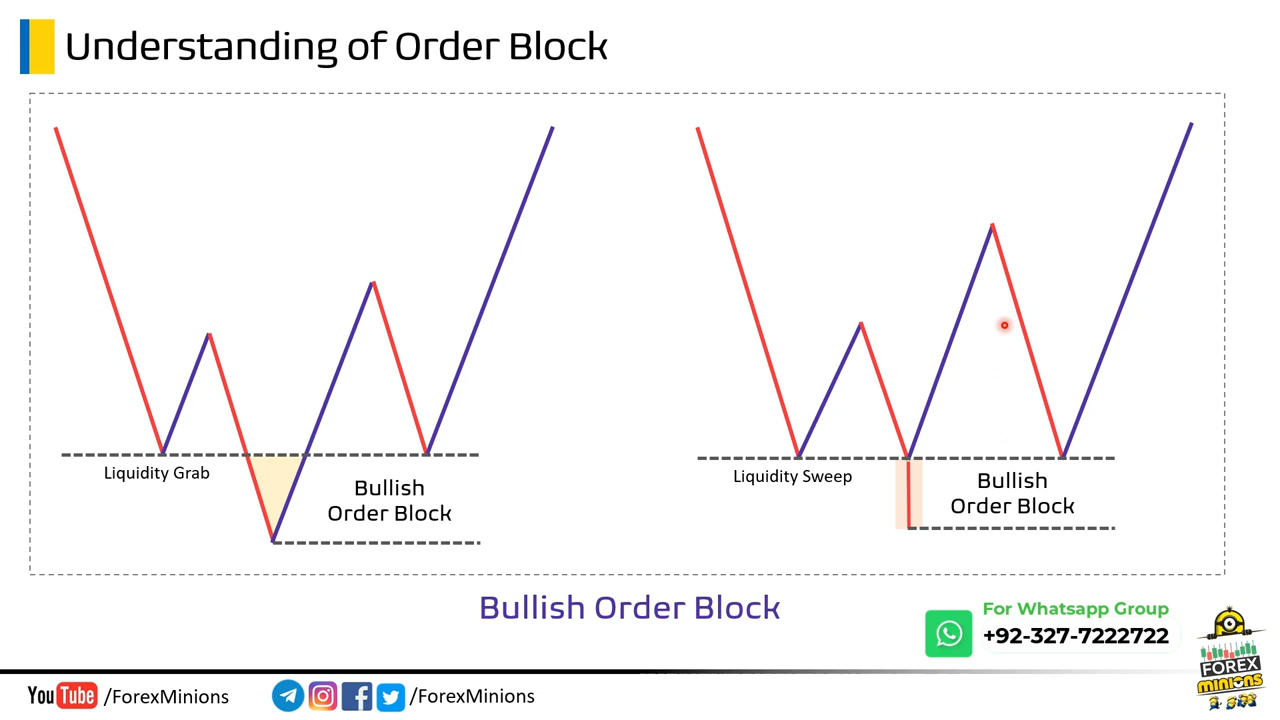 Understanding of Order Block
Liquidity Grab
Bullish
Order Block
Liquidity Sweep
Bullish
Order Block
Bullish Order Block
For Whatsapp Group
+92-327-7222722
FOREX
minions
YouTube /ForexMinions
/ForexMinions